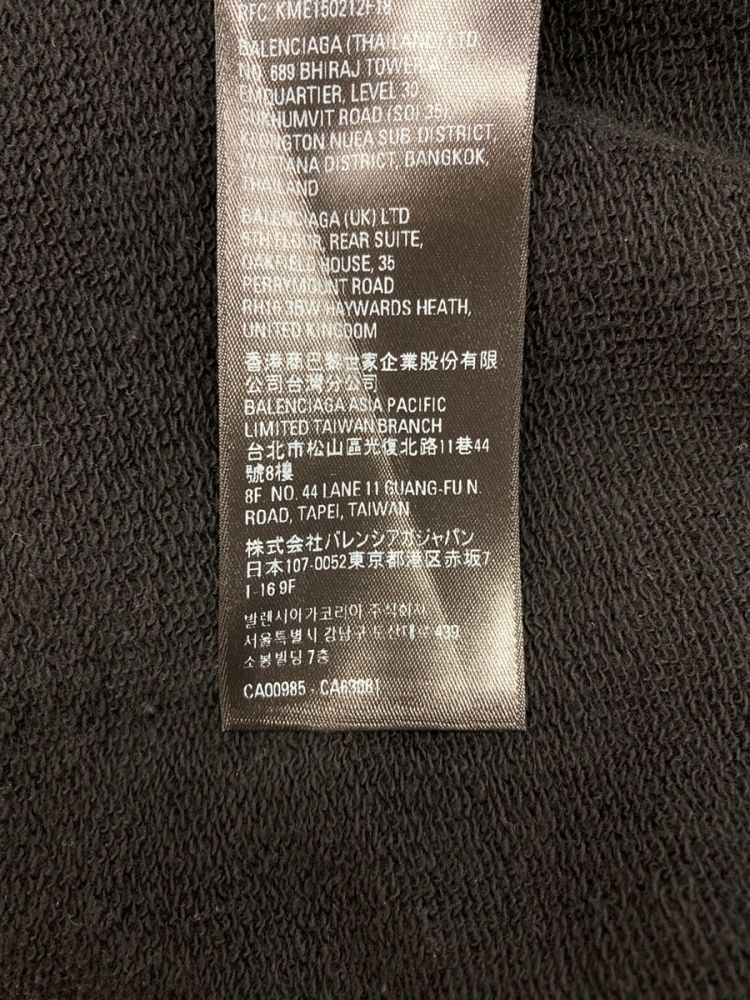 RFC: KME150212F18
BALENCIAGA (THAILAND) LTD
NO. 689 BHIRAJ TOWER AT
EMQUARTIER, LEVEL 30
SUKHUMVIT ROAD (SOI 35)
KLONGTON NUEA SUB-DISTRICT,
WATTANA DISTRICT, BANGKOK,
THAILAND
BALENCIAGA (UK) LTD
5TH FLOOR, REAR SUITE,
OAKFIELD HOUSE, 35
PERRYMOUNT ROAD
RH16 3BW HAYWARDS HEATH,
UNITED KINGDOM
香港商巴黎世家企業股份有限
公司台灣分公司
BALENCIAGA ASIA PACIFIC
LIMITED TAIWAN BRANCH
台北市松山區光復北路11巷44
號8樓
8F NO. 44 LANE 11 GUANG-FU N.
ROAD, TAPEI, TAIWAN
株式会社バレンシアガジャパン
日本107-0052東京都港区赤坂7-
1-16 9F
발렌시아가코리아 주식회사
서울특별시 강남구 도산대로 439
소봉빌딩 7층
CA00985 - CA63081